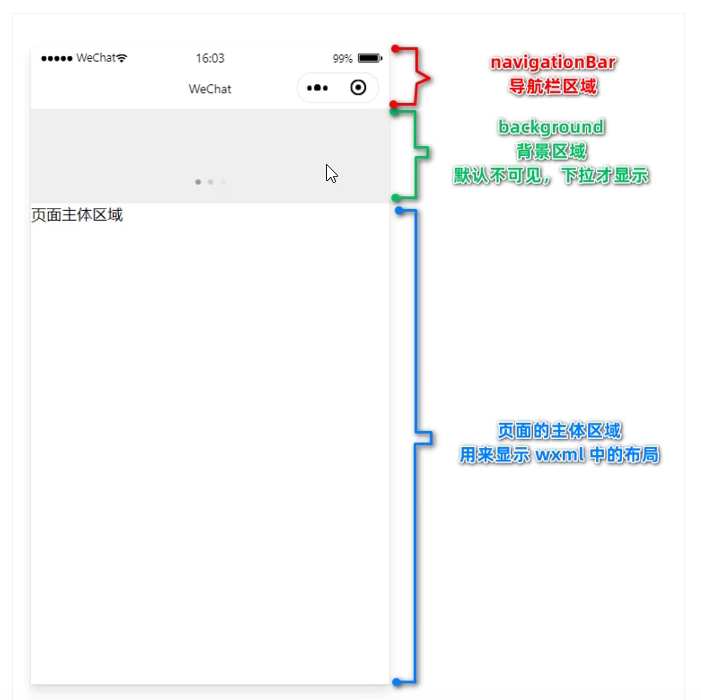 WeChat 16:03 99%
WeChat
页面主体区域
navigationBar
导航栏区域
background
背景区域
默认不可见，下拉才显示
页面的主体区域
用来显示 wxml 中的布局